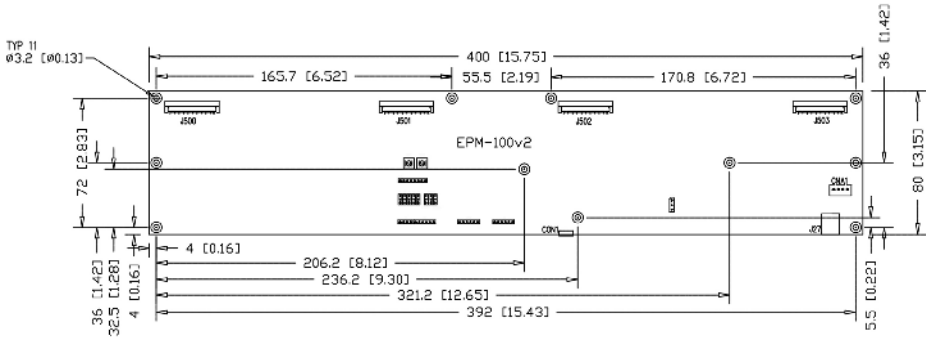 TYP 11
ø3.2 [ø0.13]
400 [15.75]
165.7 [6.52]
55.5 [2.19]
170.8 [6.72]
36 [1.42]
J500
J501
J502
J503
EPM-100v2
72 [2.83]
80 [3.15]
CNA1
CON1
J27
4 [0.16]
206.2 [8.12]
236.2 [9.30]
321.2 [12.65]
392 [15.43]
36 [1.42]
32.5 [1.28]
4 [0.16]
5.5 [0.22]